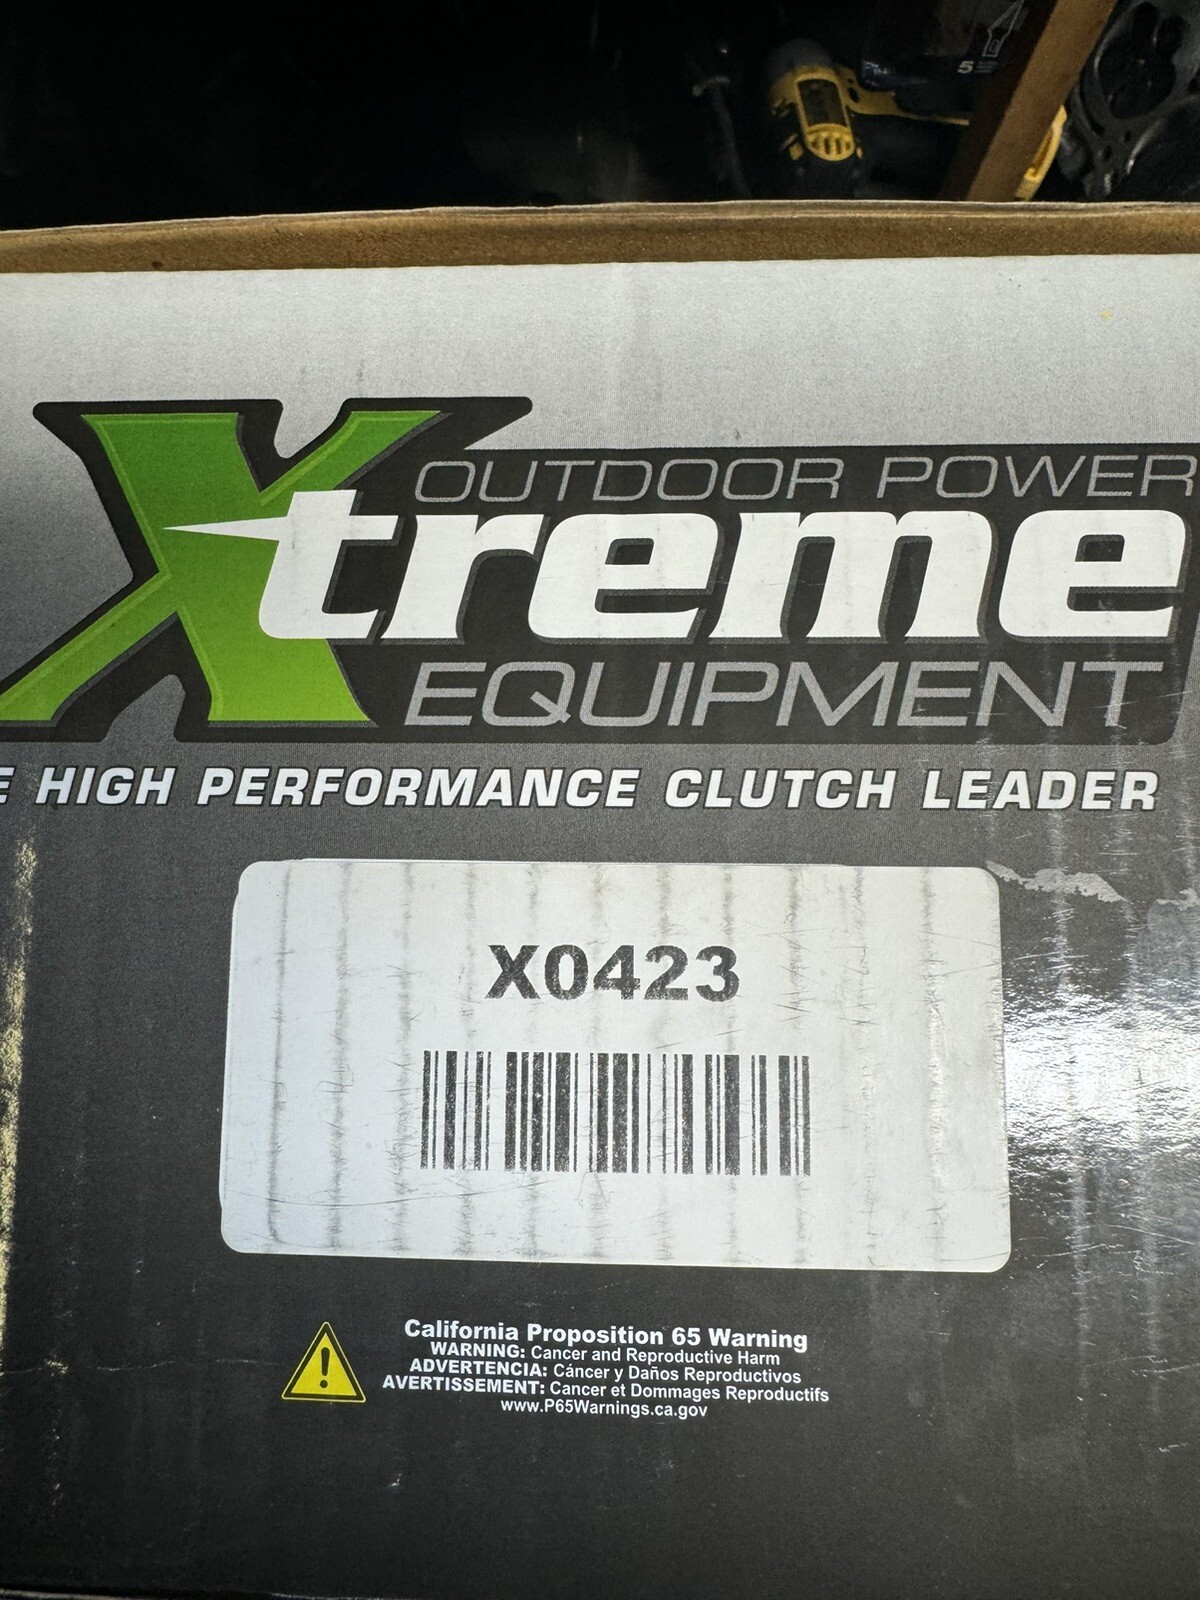 5
OUTDOOR POWER
Xtreme
EQUIPMENT
E HIGH PERFORMANCE CLUTCH LEADER
X0423
California Proposition 65 Warning
WARNING: Cancer and Reproductive Harm
ADVERTENCIA: Cáncer y Daños Reproductivos
AVERTISSEMENT: Cancer et Dommages Reproductifs
www.P65Warnings.ca.gov